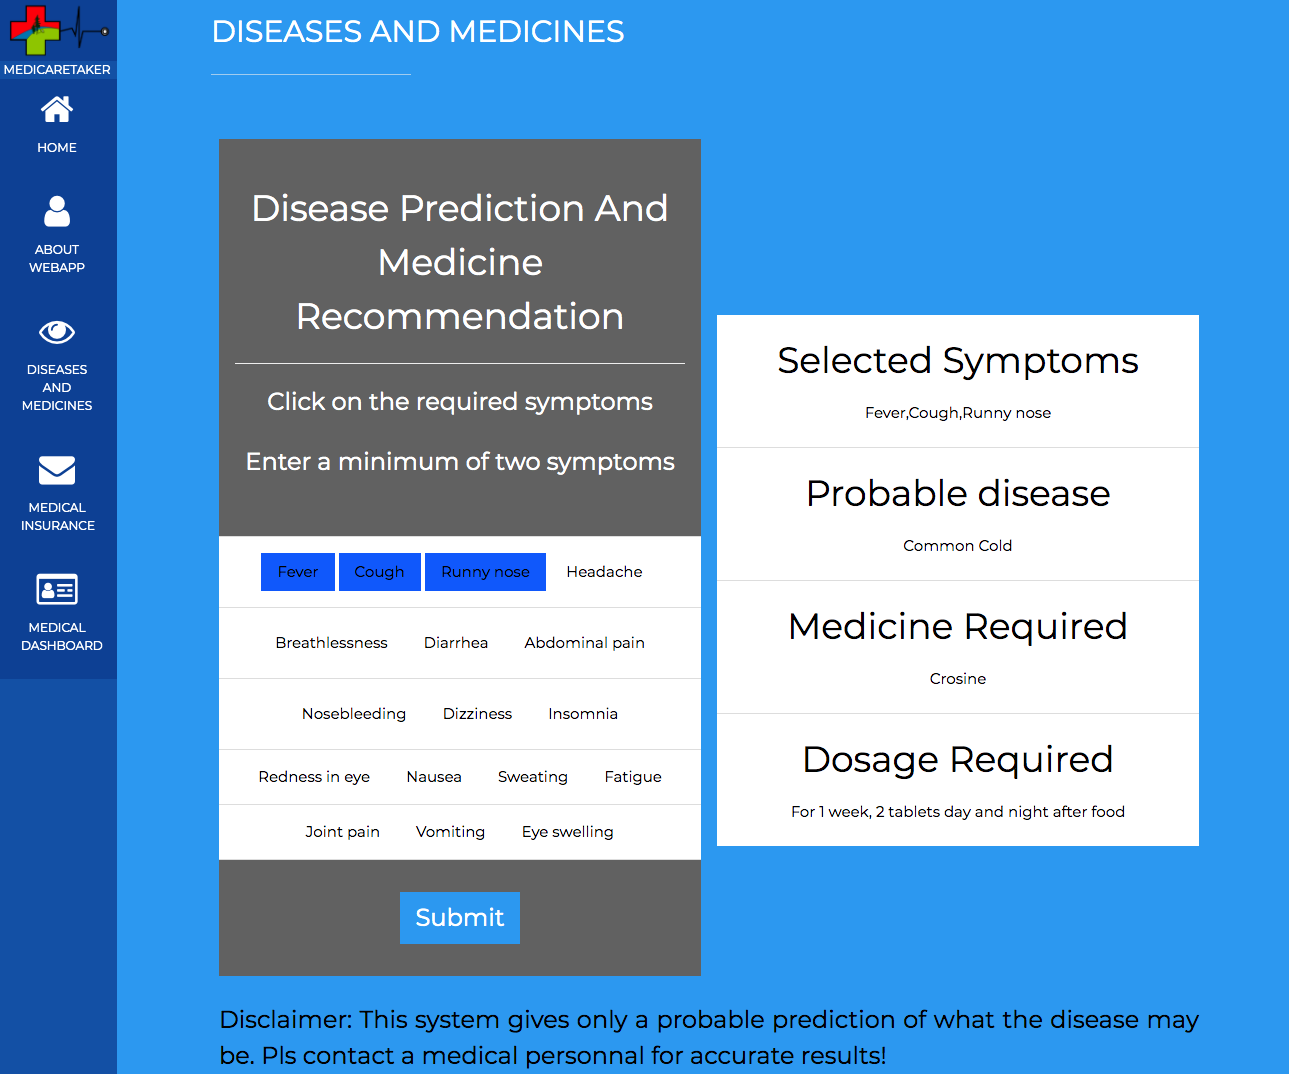 MEDICARETAKER
HOME
ABOUT
WEBAPP
DISEASES
AND
MEDICINES
MEDICAL
INSURANCE
MEDICAL
DASHBOARD
DISEASES AND MEDICINES
Disease Prediction And
Medicine
Recommendation
Click on the required symptoms
Enter a minimum of two symptoms
Fever Cough Runny nose Headache
Breathlessness Diarrhea Abdominal pain
Nosebleeding Dizziness Insomnia
Redness in eye Nausea Sweating Fatigue
Joint pain Vomiting Eye swelling
Submit
Selected Symptoms
Fever,Cough,Runny nose
Probable disease
Common Cold
Medicine Required
Crosine
Dosage Required
For 1 week, 2 tablets day and night after food
Disclaimer: This system gives only a probable prediction of what the disease may
be. Pls contact a medical personnal for accurate results!